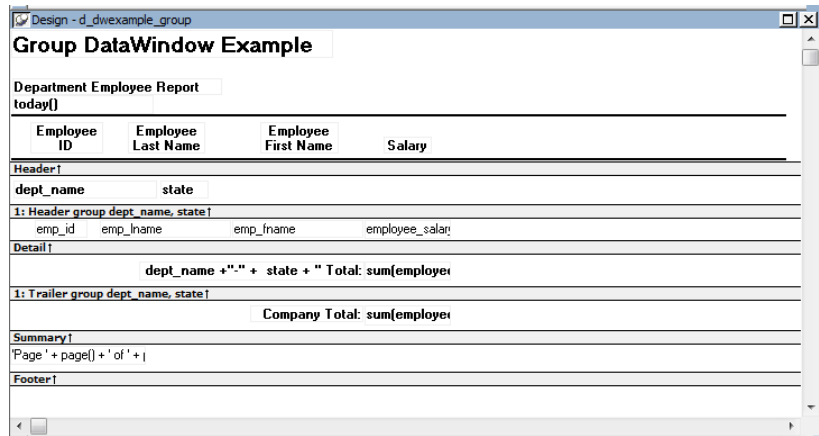 Design - d_dwexample_group
Group DataWindow Example
Department Employee Report
today()
Employee ID Employee Last Name Employee First Name Salary
Header↑
dept_name state
1: Header group dept_name, state↑
emp_id emp_lname emp_fname employee_salary
Detail↑
dept_name +"-" + state + " Total: sum(employee
1: Trailer group dept_name, state↑
Company Total: sum(employee
Summary↑
'Page ' + page() + ' of ' +
Footer↑